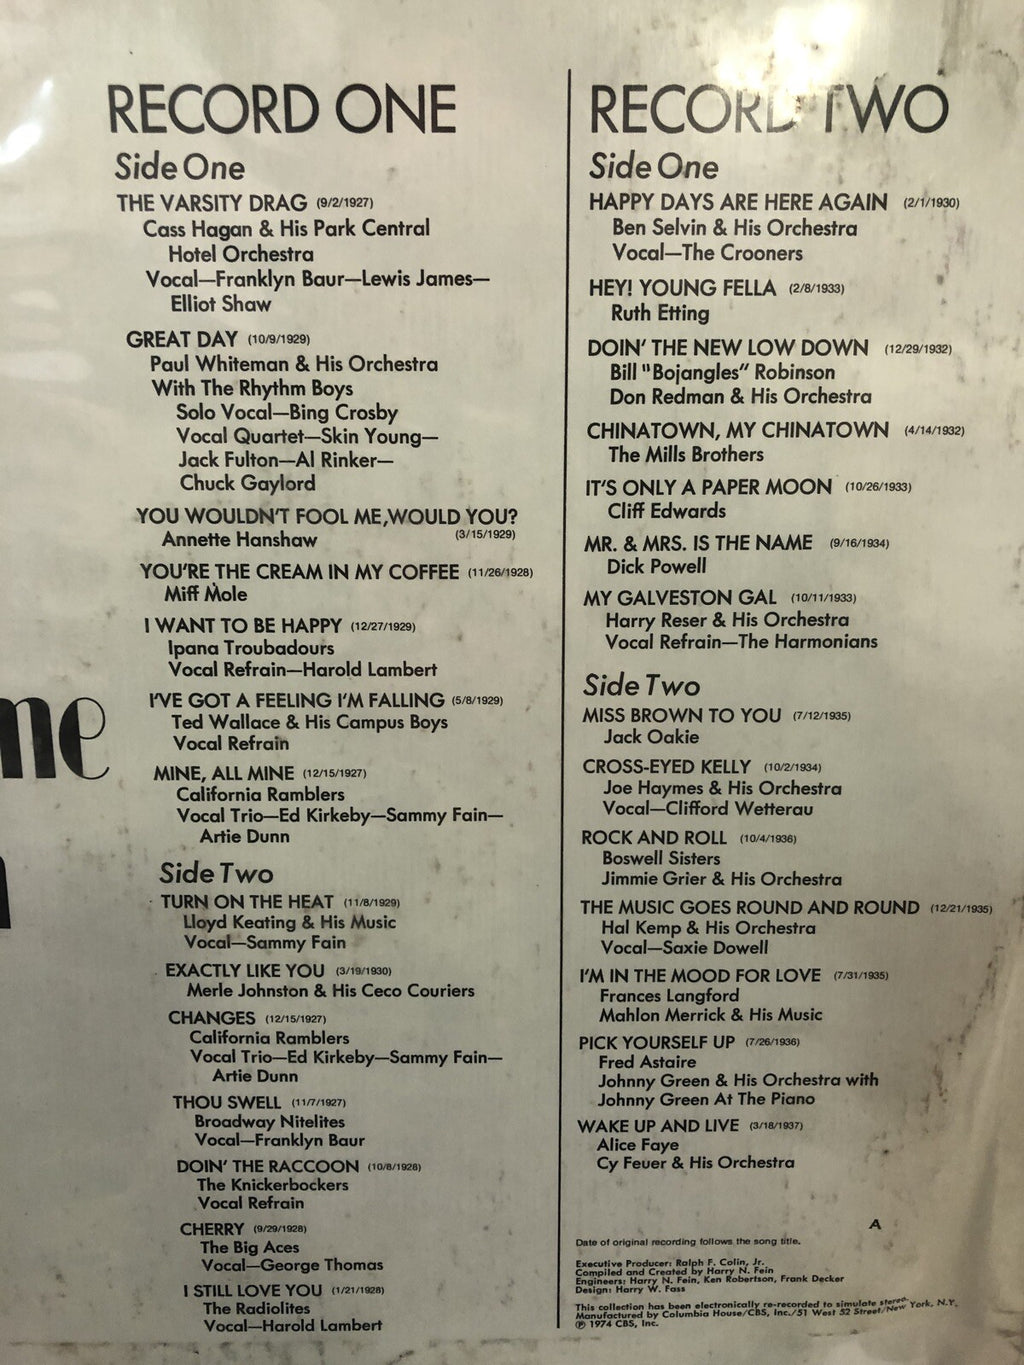 me
RECORD ONE
Side One
THE VARSITY DRAG (9/2/1927)
Cass Hagan & His Park Central
Hotel Orchestra
Vocal—Franklyn Baur—Lewis James—
Elliot Shaw
GREAT DAY (10/9/1929)
Paul Whiteman & His Orchestra
With The Rhythm Boys
Solo Vocal—Bing Crosby
Vocal Quartet—Skin Young—
Jack Fulton—Al Rinker—
Chuck Gaylord
YOU WOULDN'T FOOL ME,WOULD YOU?
Annette Hanshaw (3/15/1929)
YOU'RE THE CREAM IN MY COFFEE (11/26/1928)
Miff Mole
I WANT TO BE HAPPY (12/27/1929)
Ipana Troubadours
Vocal Refrain—Harold Lambert
I'VE GOT A FEELING I'M FALLING (5/8/1929)
Ted Wallace & His Campus Boys
Vocal Refrain
MINE, ALL MINE (12/15/1927)
California Ramblers
Vocal Trio—Ed Kirkeby—Sammy Fain—
Artie Dunn
Side Two
TURN ON THE HEAT (11/8/1929)
Lloyd Keating & His Music
Vocal—Sammy Fain
EXACTLY LIKE YOU (3/19/1930)
Merle Johnston & His Ceco Couriers
CHANGES (12/15/1927)
California Ramblers
Vocal Trio—Ed Kirkeby—Sammy Fain—
Artie Dunn
THOU SWELL (11/7/1927)
Broadway Nitelites
Vocal—Franklyn Baur
DOIN' THE RACCOON (10/8/1928)
The Knickerbockers
Vocal Refrain
CHERRY (9/29/1928)
The Big Aces
Vocal—George Thomas
I STILL LOVE YOU (1/21/1928)
The Radiolites
Vocal—Harold Lambert
RECORD TWO
Side One
HAPPY DAYS ARE HERE AGAIN (2/1/1930)
Ben Selvin & His Orchestra
Vocal—The Crooners
HEY! YOUNG FELLA (2/8/1933)
Ruth Etting
DOIN' THE NEW LOW DOWN (12/29/1932)
Bill "Bojangles" Robinson
Don Redman & His Orchestra
CHINATOWN, MY CHINATOWN (4/14/1932)
The Mills Brothers
IT'S ONLY A PAPER MOON (10/26/1933)
Cliff Edwards
MR. & MRS. IS THE NAME (9/16/1934)
Dick Powell
MY GALVESTON GAL (10/11/1933)
Harry Reser & His Orchestra
Vocal Refrain—The Harmonians
Side Two
MISS BROWN TO YOU (7/12/1935)
Jack Oakie
CROSS-EYED KELLY (10/2/1934)
Joe Haymes & His Orchestra
Vocal—Clifford Wetterau
ROCK AND ROLL (10/4/1936)
Boswell Sisters
Jimmie Grier & His Orchestra
THE MUSIC GOES ROUND AND ROUND (12/21/1935)
Hal Kemp & His Orchestra
Vocal—Saxie Dowell
I'M IN THE MOOD FOR LOVE (7/31/1935)
Frances Langford
Mahlon Merrick & His Music
PICK YOURSELF UP (7/26/1936)
Fred Astaire
Johnny Green & His Orchestra with
Johnny Green At The Piano
WAKE UP AND LIVE (3/18/1937)
Alice Faye
Cy Feuer & His Orchestra
A
Date of original recording follows the song title.
Executive Producer: Ralph F. Colin, Jr.
Compiled and Created by Harry N. Fein
Engineers: Harry N. Fein, Ken Robertson, Frank Decker
Design: Harry W. Fass
This collection has been electronically re-recorded to simulate stereo.
Manufactured by Columbia House/CBS, Inc./51 West 52 Street/New York, N.Y.
℗ 1974 CBS, Inc.